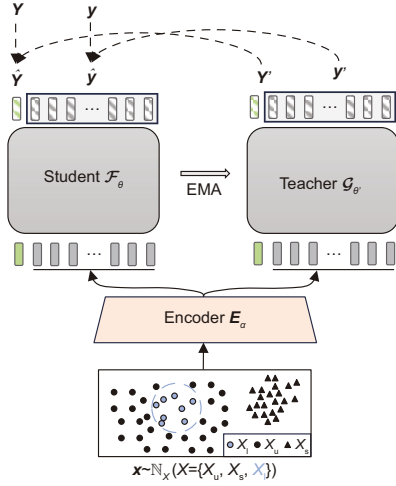 Y y
Ŷ ŷ Y' y'
...
...
Student 𝓕θ
EMA
Teacher 𝓖θ'
...
...
Encoder Eα
Xl Xu Xs
x~ℕX(X={Xu, Xs, Xl})